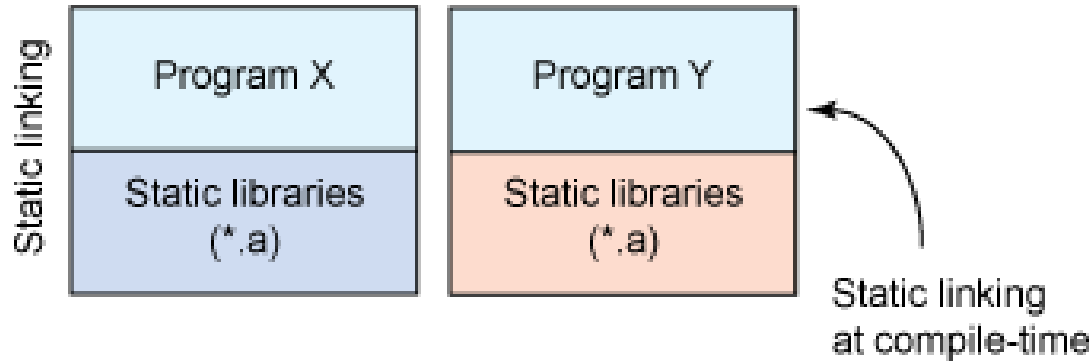 Static linking
Program X
Static libraries
(*.a)
Program Y
Static libraries
(*.a)
Static linking
at compile-time